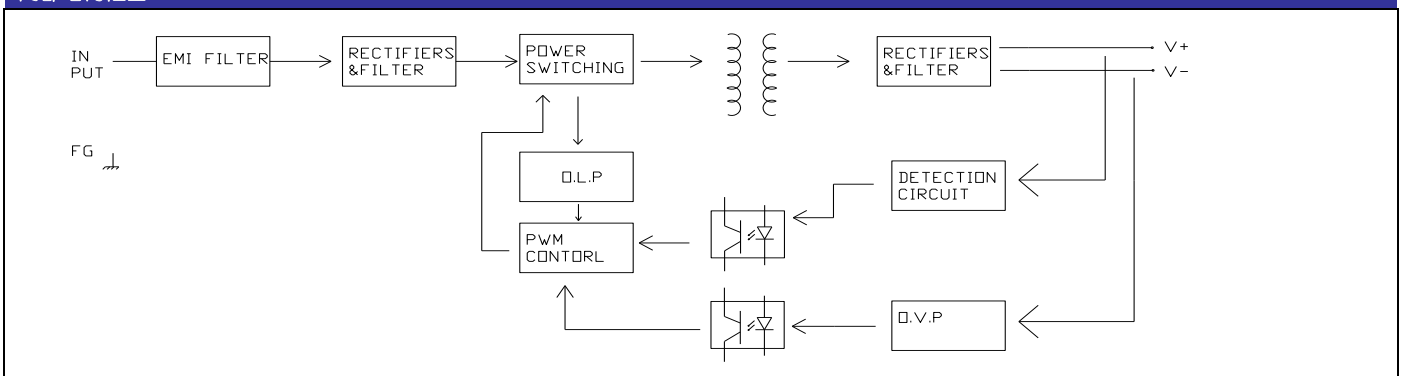 IN
PUT
EMI FILTER
RECTIFIERS
&FILTER
POWER
SWITCHING
RECTIFIERS
&FILTER
V+
V-
FG
O.L.P
DETECTION
CIRCUIT
PWM
CONTORL
O.V.P